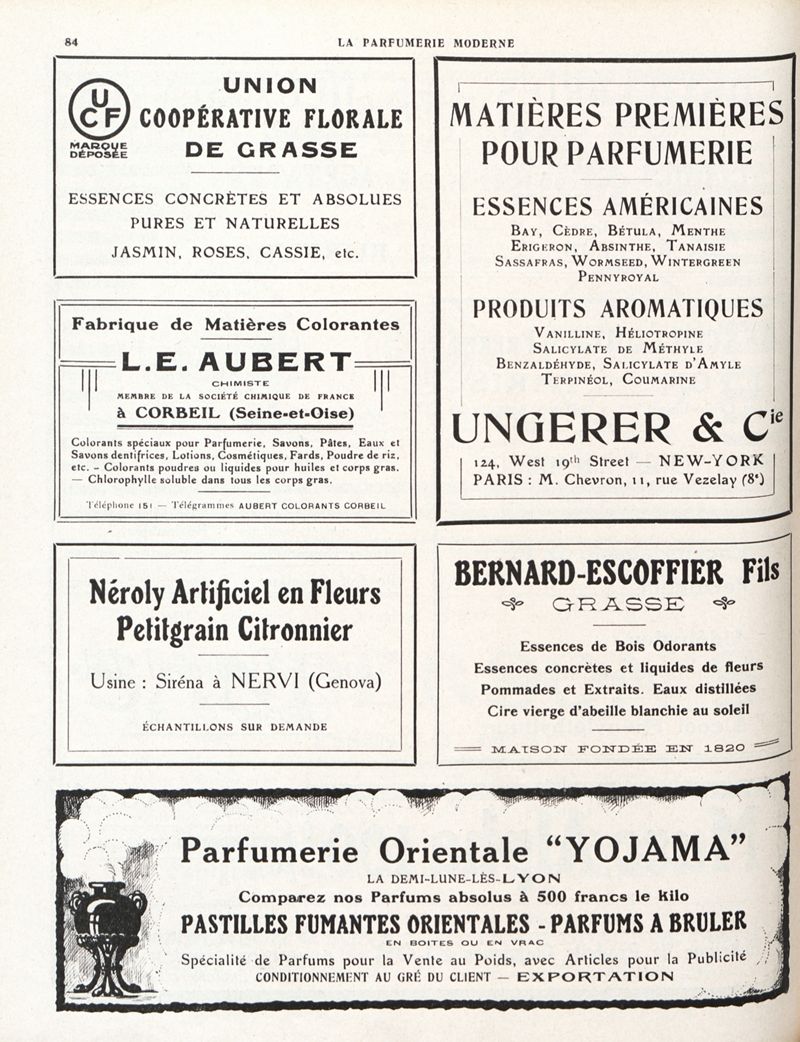 84
LA PARFUMERIE MODERNE
UCF
MARQUE
DÉPOSÉE
UNION
COOPÉRATIVE FLORALE
DE GRASSE
ESSENCES CONCRÈTES ET ABSOLUES
PURES ET NATURELLES
JASMIN, ROSES, CASSIE, etc.
Fabrique de Matières Colorantes
L.E. AUBERT
CHIMISTE
MEMBRE DE LA SOCIÉTÉ CHIMIQUE DE FRANCE
à CORBEIL (Seine-et-Oise)
Colorants spéciaux pour Parfumerie, Savons, Pâtes, Eaux et
Savons dentifrices, Lotions, Cosmétiques, Fards, Poudre de riz,
etc. – Colorants poudres ou liquides pour huiles et corps gras.
— Chlorophylle soluble dans tous les corps gras.
Téléphone 151 — Télégrammes AUBERT COLORANTS CORBEIL
Néroly Artificiel en Fleurs
Petitgrain Citronnier
Usine : Siréna à NERVI (Genova)
ÉCHANTILLONS SUR DEMANDE
MATIÈRES PREMIÈRES
POUR PARFUMERIE
ESSENCES AMÉRICAINES
BAY, CÈDRE, BÉTULA, MENTHE
ERIGERON, ABSINTHE, TANAISIE
SASSAFRAS, WORMSEED, WINTERGREEN
PENNYROYAL
PRODUITS AROMATIQUES
VANILLINE, HÉLIOTROPINE
SALICYLATE DE MÉTHYLE
BENZALDÉHYDE, SALICYLATE D'AMYLE
TERPINÉOL, COUMARINE
UNGERER & Cie
124, West 19th Street — NEW-YORK
PARIS : M. Chevron, 11, rue Vezelay (8e)
BERNARD-ESCOFFIER Fils
GRASSE
Essences de Bois Odorants
Essences concrètes et liquides de fleurs
Pommades et Extraits. Eaux distillées
Cire vierge d'abeille blanchie au soleil
MAISON FONDÉE EN 1820
Parfumerie Orientale “YOJAMA”
LA DEMI-LUNE-LÈS-LYON
Comparez nos Parfums absolus à 500 francs le kilo
PASTILLES FUMANTES ORIENTALES - PARFUMS A BRULER
EN BOITES OU EN VRAC
Spécialité de Parfums pour la Vente au Poids, avec Articles pour la Publicité
CONDITIONNEMENT AU GRÉ DU CLIENT — EXPORTATION